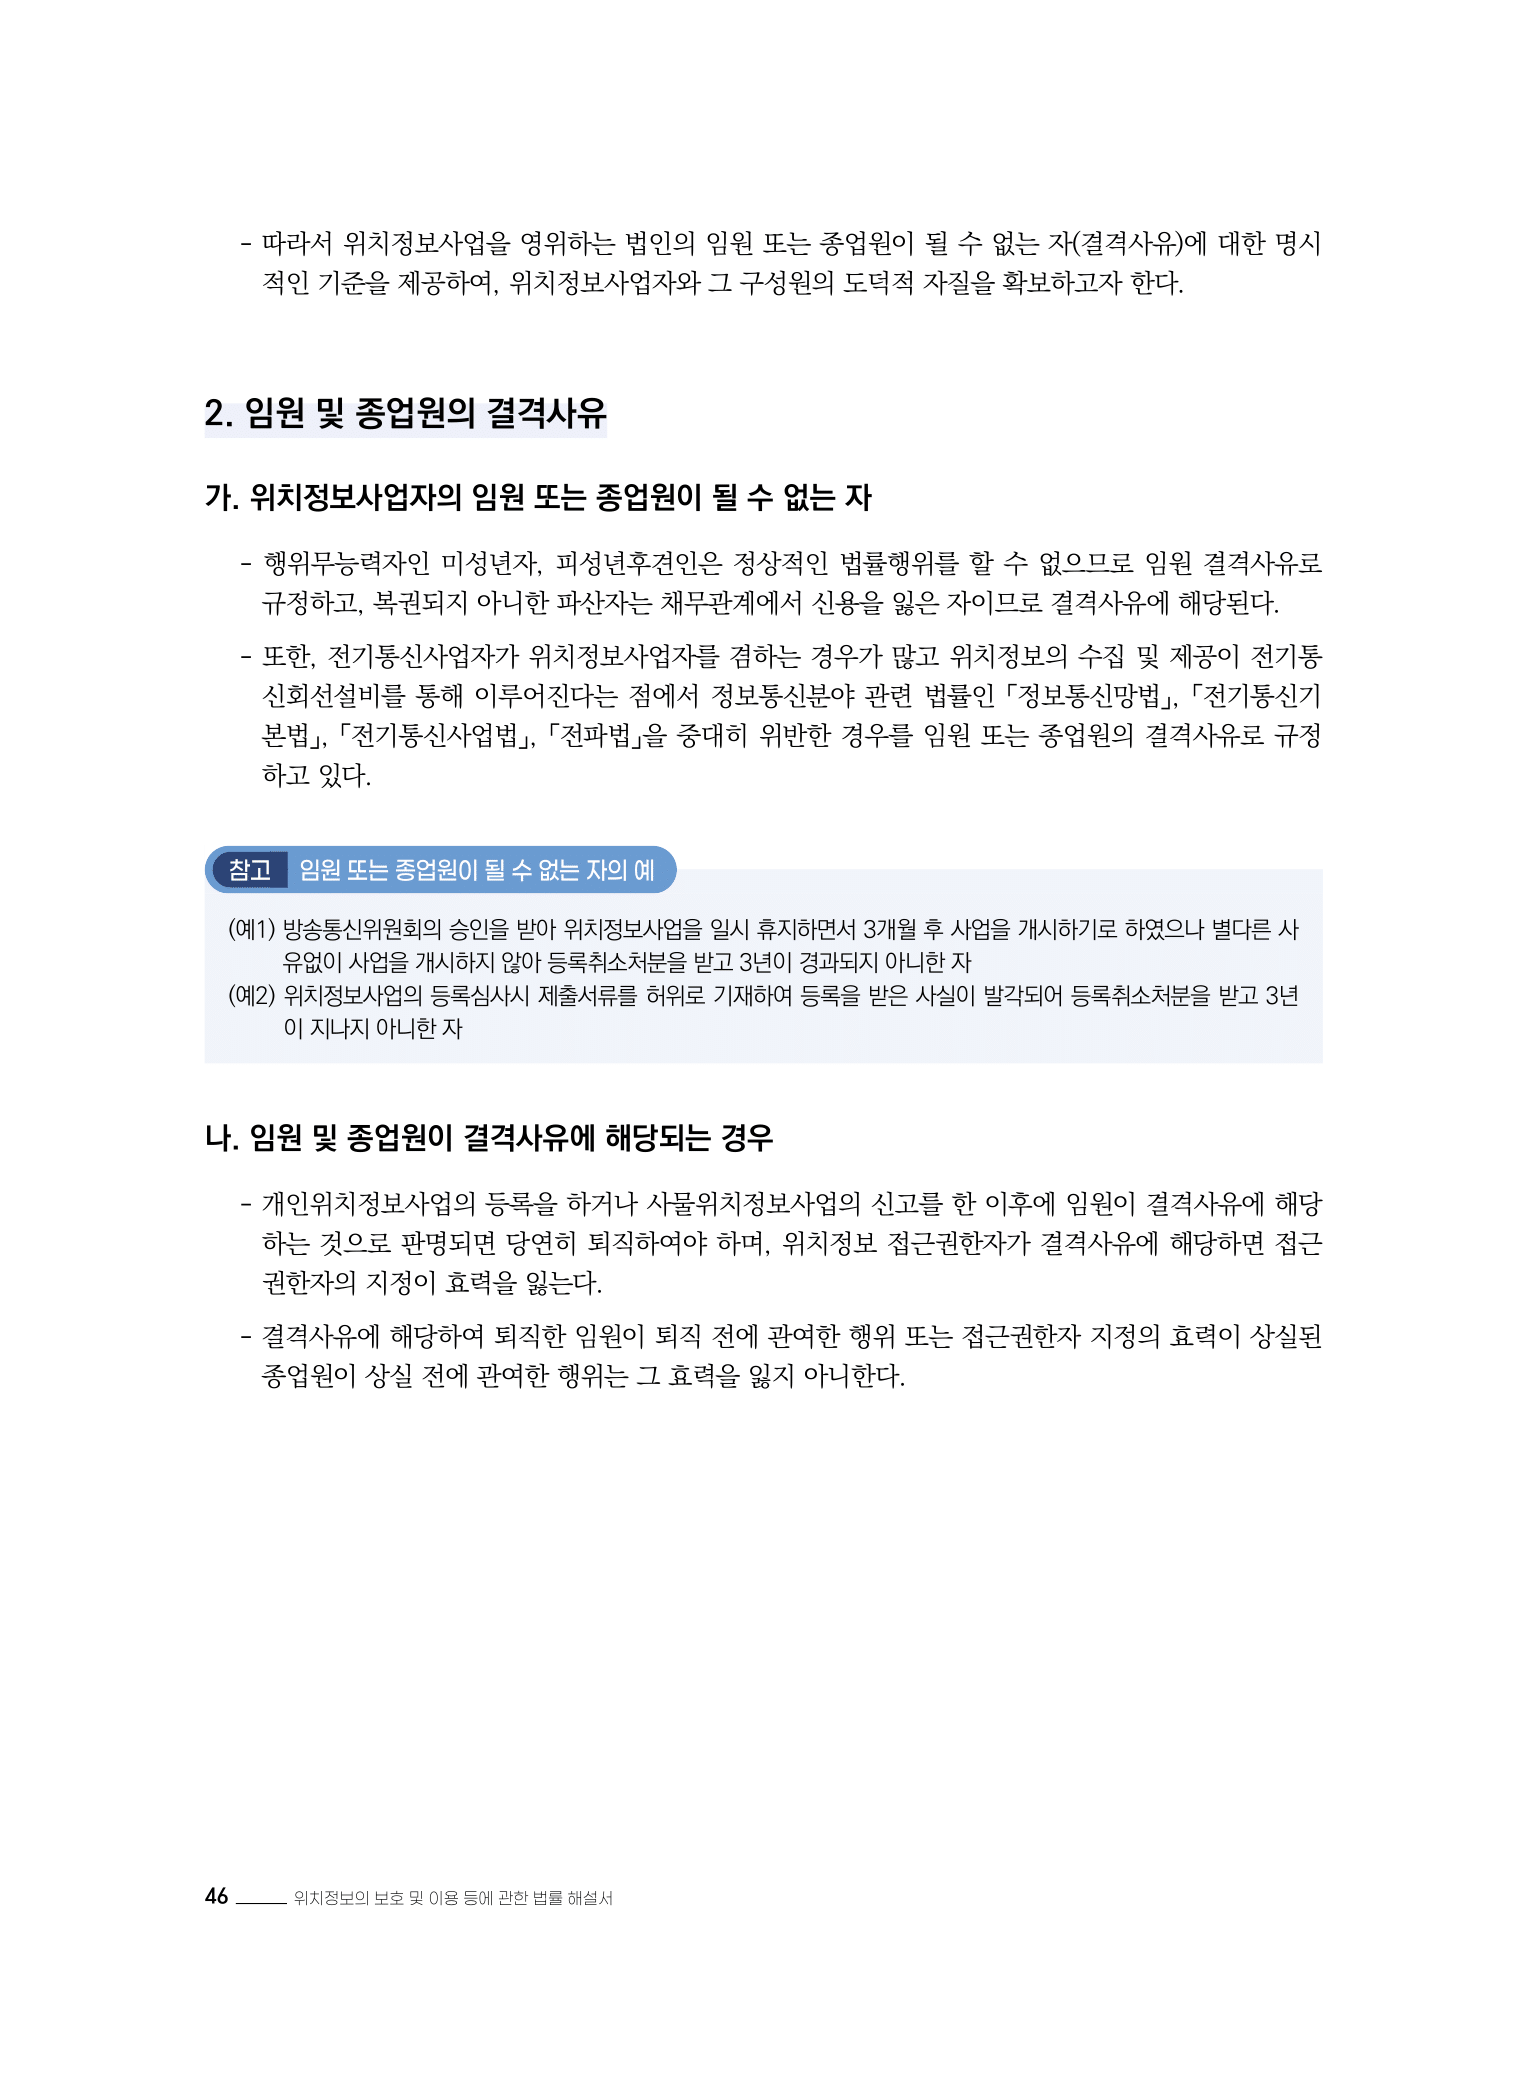 - 따라서 위치정보사업을 영위하는 법인의 임원 또는 종업원이 될 수 없는 자(결격사유)에 대한 명시
적인 기준을 제공하여, 위치정보사업자와 그 구성원의 도덕적 자질을 확보하고자 한다.
2. 임원 및 종업원의 결격사유
가. 위치정보사업자의 임원 또는 종업원이 될 수 없는 자
- 행위무능력자인 미성년자, 피성년후견인은 정상적인 법률행위를 할 수 없으므로 임원 결격사유로
규정하고, 복권되지 아니한 파산자는 채무관계에서 신용을 잃은 자이므로 결격사유에 해당된다.
- 또한, 전기통신사업자가 위치정보사업자를 겸하는 경우가 많고 위치정보의 수집 및 제공이 전기통
신회선설비를 통해 이루어진다는 점에서 정보통신분야 관련 법률인 「정보통신망법」, 「전기통신기
본법」, 「전기통신사업법」, 「전파법」을 중대히 위반한 경우를 임원 또는 종업원의 결격사유로 규정
하고 있다.
참고 임원 또는 종업원이 될 수 없는 자의 예
(예1) 방송통신위원회의 승인을 받아 위치정보사업을 일시 휴지하면서 3개월 후 사업을 개시하기로 하였으나 별다른 사
유없이 사업을 개시하지 않아 등록취소처분을 받고 3년이 경과되지 아니한 자
(예2) 위치정보사업의 등록심사시 제출서류를 허위로 기재하여 등록을 받은 사실이 발각되어 등록취소처분을 받고 3년
이 지나지 아니한 자
나. 임원 및 종업원이 결격사유에 해당되는 경우
- 개인위치정보사업의 등록을 하거나 사물위치정보사업의 신고를 한 이후에 임원이 결격사유에 해당
하는 것으로 판명되면 당연히 퇴직하여야 하며, 위치정보 접근권한자가 결격사유에 해당하면 접근
권한자의 지정이 효력을 잃는다.
- 결격사유에 해당하여 퇴직한 임원이 퇴직 전에 관여한 행위 또는 접근권한자 지정의 효력이 상실된
종업원이 상실 전에 관여한 행위는 그 효력을 잃지 아니한다.
46 위치정보의 보호 및 이용 등에 관한 법률 해설서